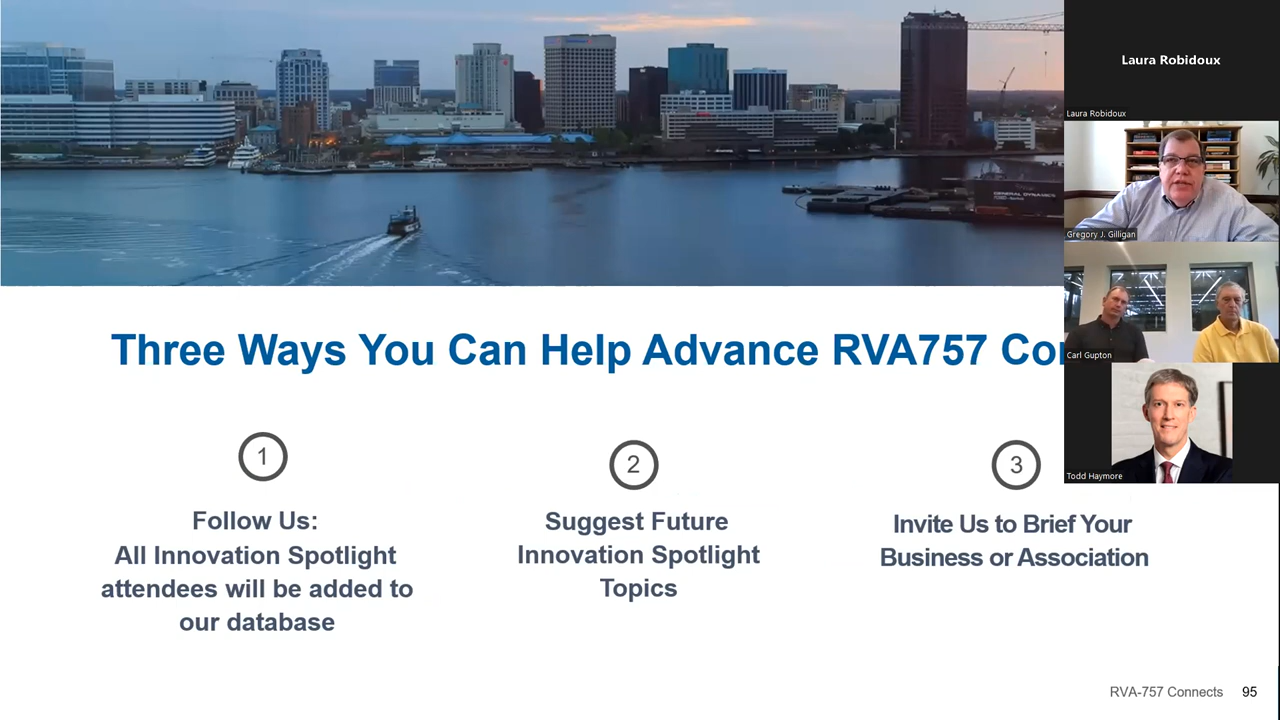 Laura Robidoux
Laura Robidoux
GENERAL DYNAMICS
Gregory J. Gilligan
Three Ways You Can Help Advance RVA757 Co
Carl Gupton
1
2
3
Todd Haymore
Follow Us:
All Innovation Spotlight
attendees will be added to
our database
Suggest Future
Innovation Spotlight
Topics
Invite Us to Brief Your
Business or Association
RVA-757 Connects 95